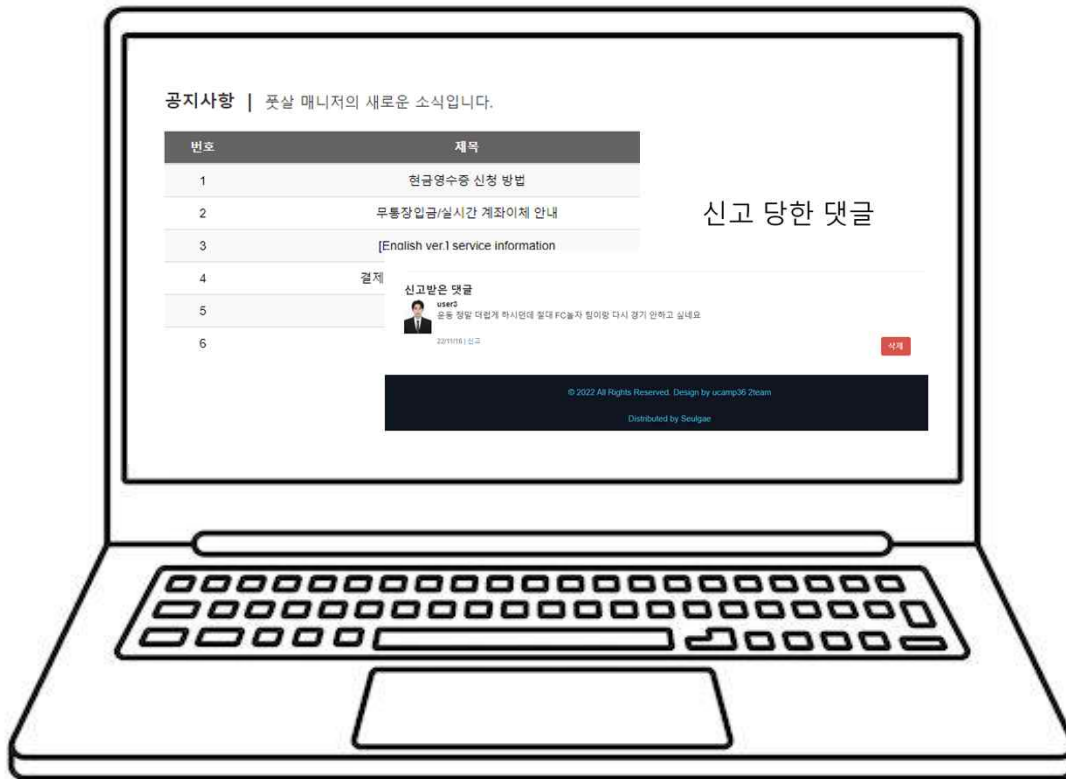 공지사항 | 풋살 매니저의 새로운 소식입니다.
번호 제목
1 현금영수증 신청 방법
2 무통장입금/실시간 계좌이체 안내
3 [English ver.] service information
4 결제
5
6
신고 당한 댓글
신고받은 댓글
user3
운동 정말 더럽게 하시던데 절대 FC놀자 팀이랑 다시 경기 안하고 싶네요
22/11/16 | 신고
삭제
© 2022 All Rights Reserved. Design by ucamp36 2team
Distributed by Seulgae